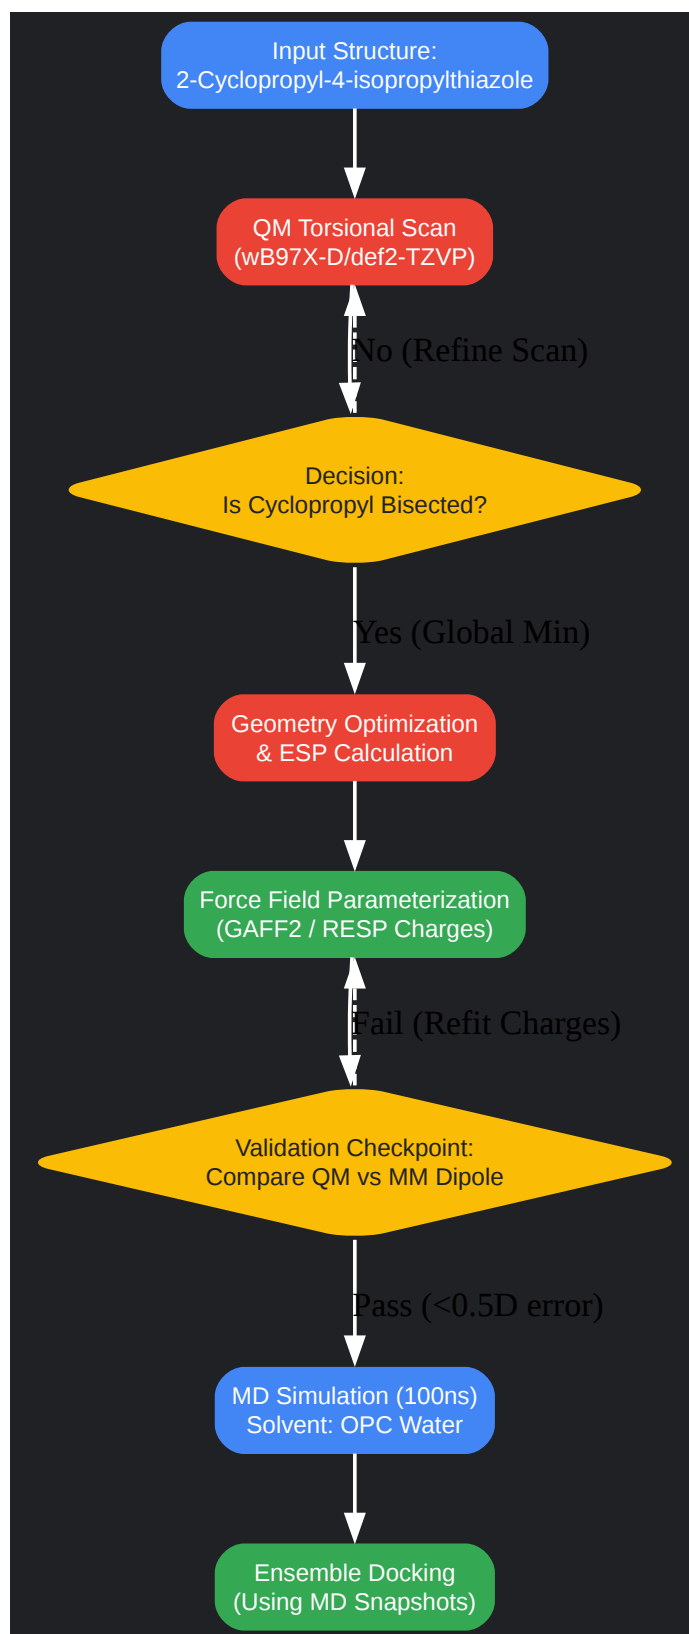 Input Structure:
2-Cyclopropyl-4-isopropylthiazole
QM Torsional Scan
(wB97X-D/def2-TZVP)
No (Refine Scan)
Decision:
Is Cyclopropyl Bisected?
Yes (Global Min)
Geometry Optimization
& ESP Calculation
Force Field Parameterization
(GAFF2 / RESP Charges)
Fail (Refit Charges)
Validation Checkpoint:
Compare QM vs MM Dipole
Pass (<0.5D error)
MD Simulation (100ns)
Solvent: OPC Water
Ensemble Docking
(Using MD Snapshots)